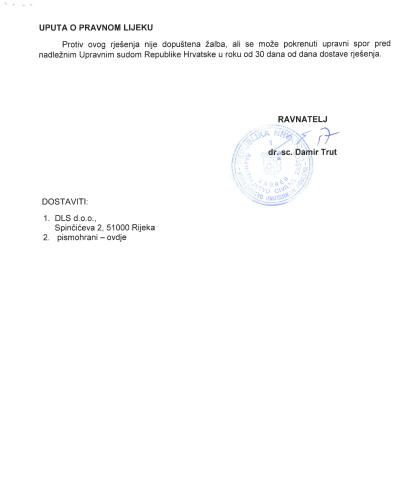 UPUTA O PRAVNOM LIJEKU
Protiv ovog rješenja nije dopuštena žalba, ali se može pokrenuti upravni spor pred
nadležnim Upravnim sudom Republike Hrvatske u roku od 30 dana od dana dostave rješenja.
RAVNATELJ
dr. sc. Damir Trut
ZAGREB
DOSTAVITI:
1. DLS d.o.o.,
Spinčićeva 2, 51000 Rijeka
2. pismohrani – ovdje